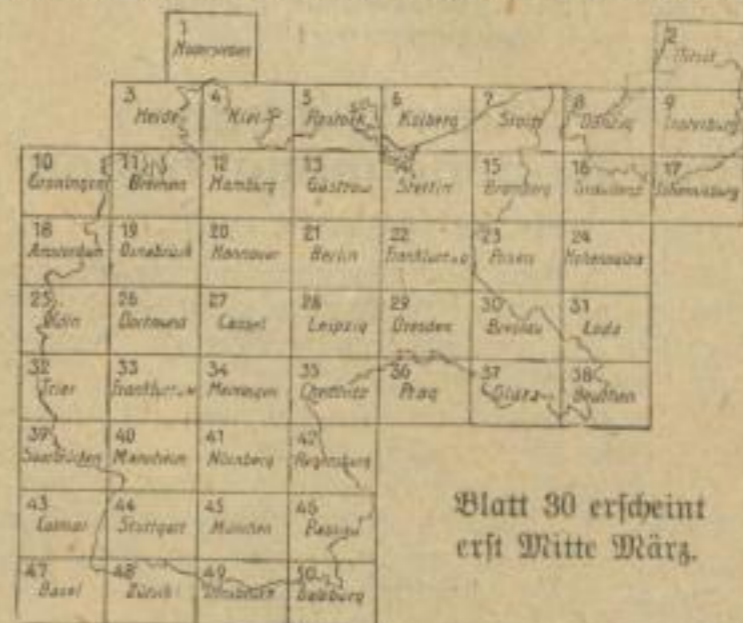 1
Hadersleben
2
Tilsit
3 4 5 6 7 8 9
Heide Kiel Rostock Kolberg Stolp Danzig Insterburg
10 11 12 13 14 15 16 17
Groningen Bremen Hamburg Güstrow Stettin Bromberg Graudenz Johannisburg
18 19 20 21 22 23 24
Amsterdam Osnabrück Hannover Berlin Frankfurt a.O Posen Hohensalza
25 26 27 28 29 30 31
Köln Dortmund Cassel Leipzig Dresden Breslau Lodz
32 33 34 35 36 37 38
Trier Frankfurt a.M Meiningen Chemnitz Prag Glatz Beuthen
39 40 41 42
Saarbrücken Mannheim Nürnberg Regensburg
43 44 45 46
Colmar Stuttgart München Passau
47 48 49 50
Basel Zürich Innsbruck Salzburg
Blatt 30 erſcheint
erſt Mitte März.